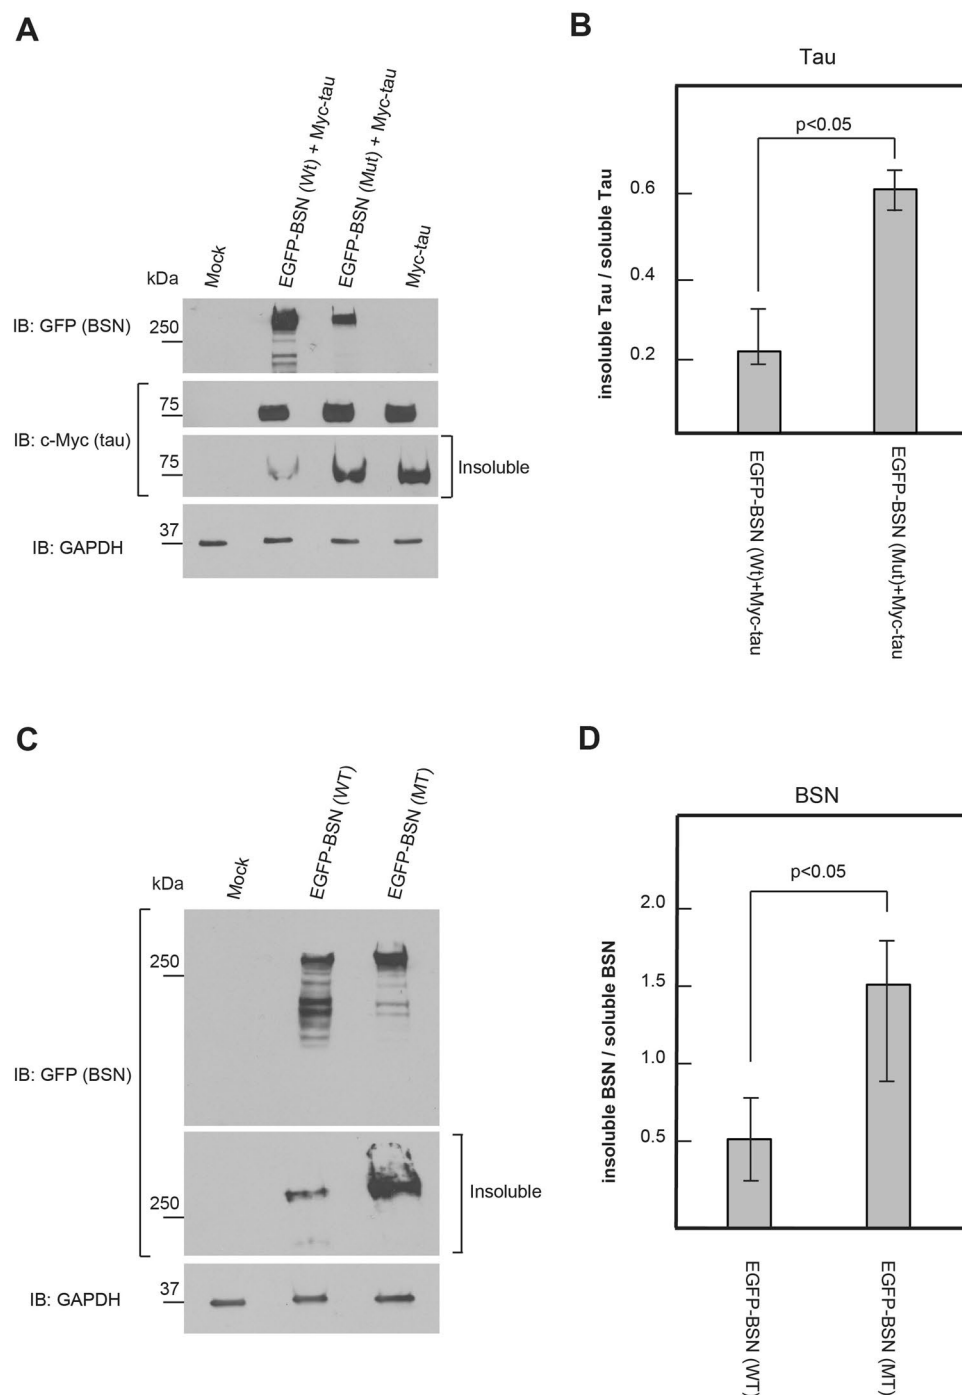 A
Mock
EGFP-BSN (Wt) + Myc-tau
EGFP-BSN (Mut) + Myc-tau
Myc-tau
kDa
IB: GFP (BSN)
250
75
IB: c-Myc (tau)
75
Insoluble
37
IB: GAPDH
B
Tau
p<0.05
insoluble Tau / soluble Tau
0.6
0.4
0.2
EGFP-BSN (Wt)+Myc-tau
EGFP-BSN (Mut)+Myc-tau
C
Mock
EGFP-BSN (WT)
EGFP-BSN (MT)
kDa
250
IB: GFP (BSN)
250
Insoluble
37
IB: GAPDH
D
BSN
p<0.05
insoluble BSN / soluble BSN
2.0
1.5
1.0
0.5
EGFP-BSN (WT)
EGFP-BSN (MT)